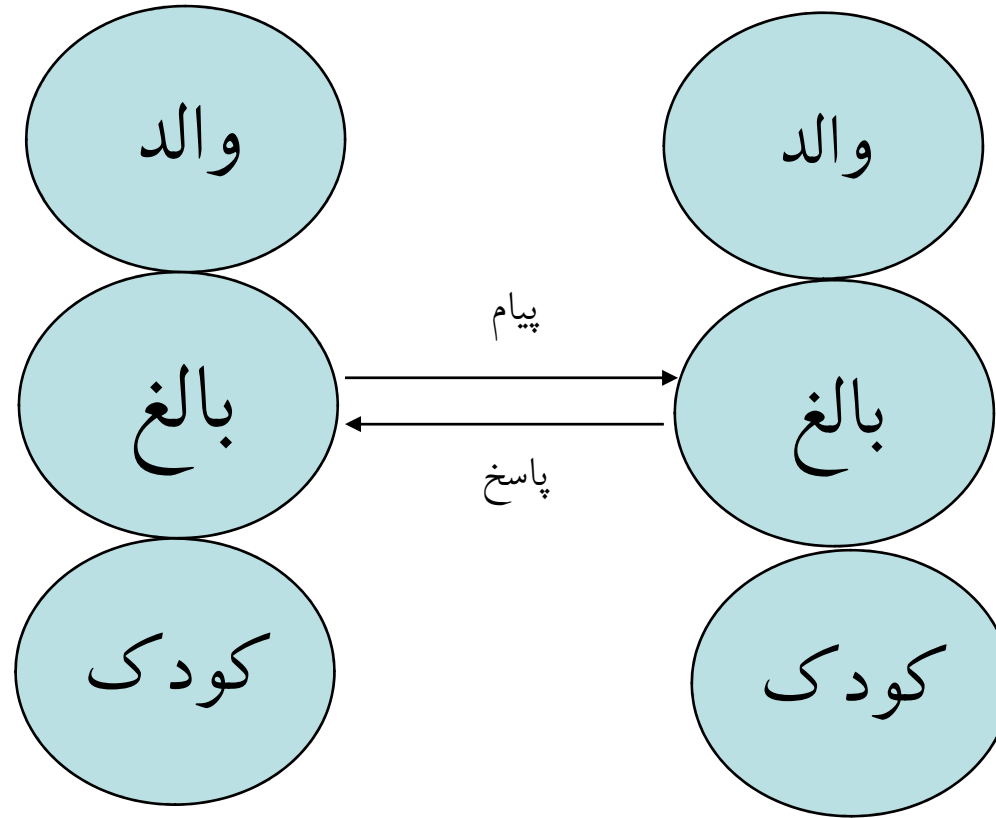 والد
والد
پیام
بالغ
بالغ
پاسخ
کودک
کودک